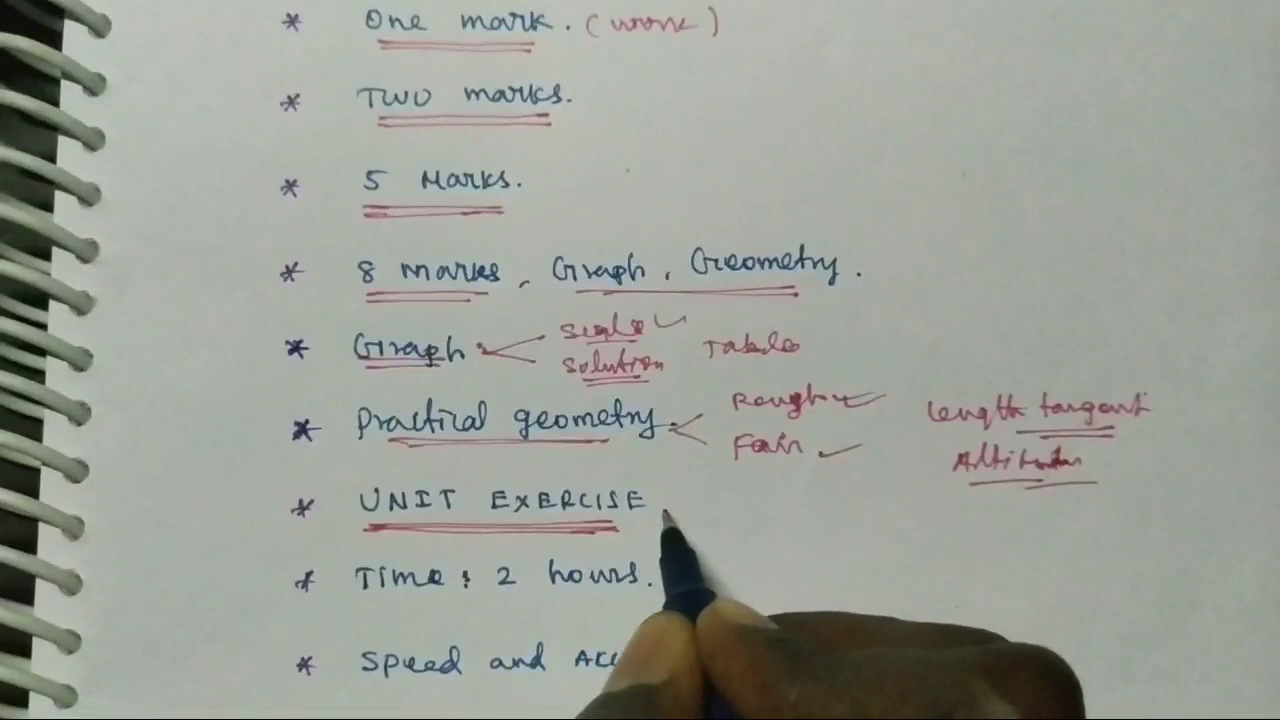 * One mark. (work)
* TWO marks.
* 5 Marks.
* 8 marks, Graph, Geometry.
* Graph Scale
Solution Table
* Practical geometry. Rough
Fair
length tangent
Altitude
* UNIT EXERCISE
* Time : 2 hours.
* Speed and Acc